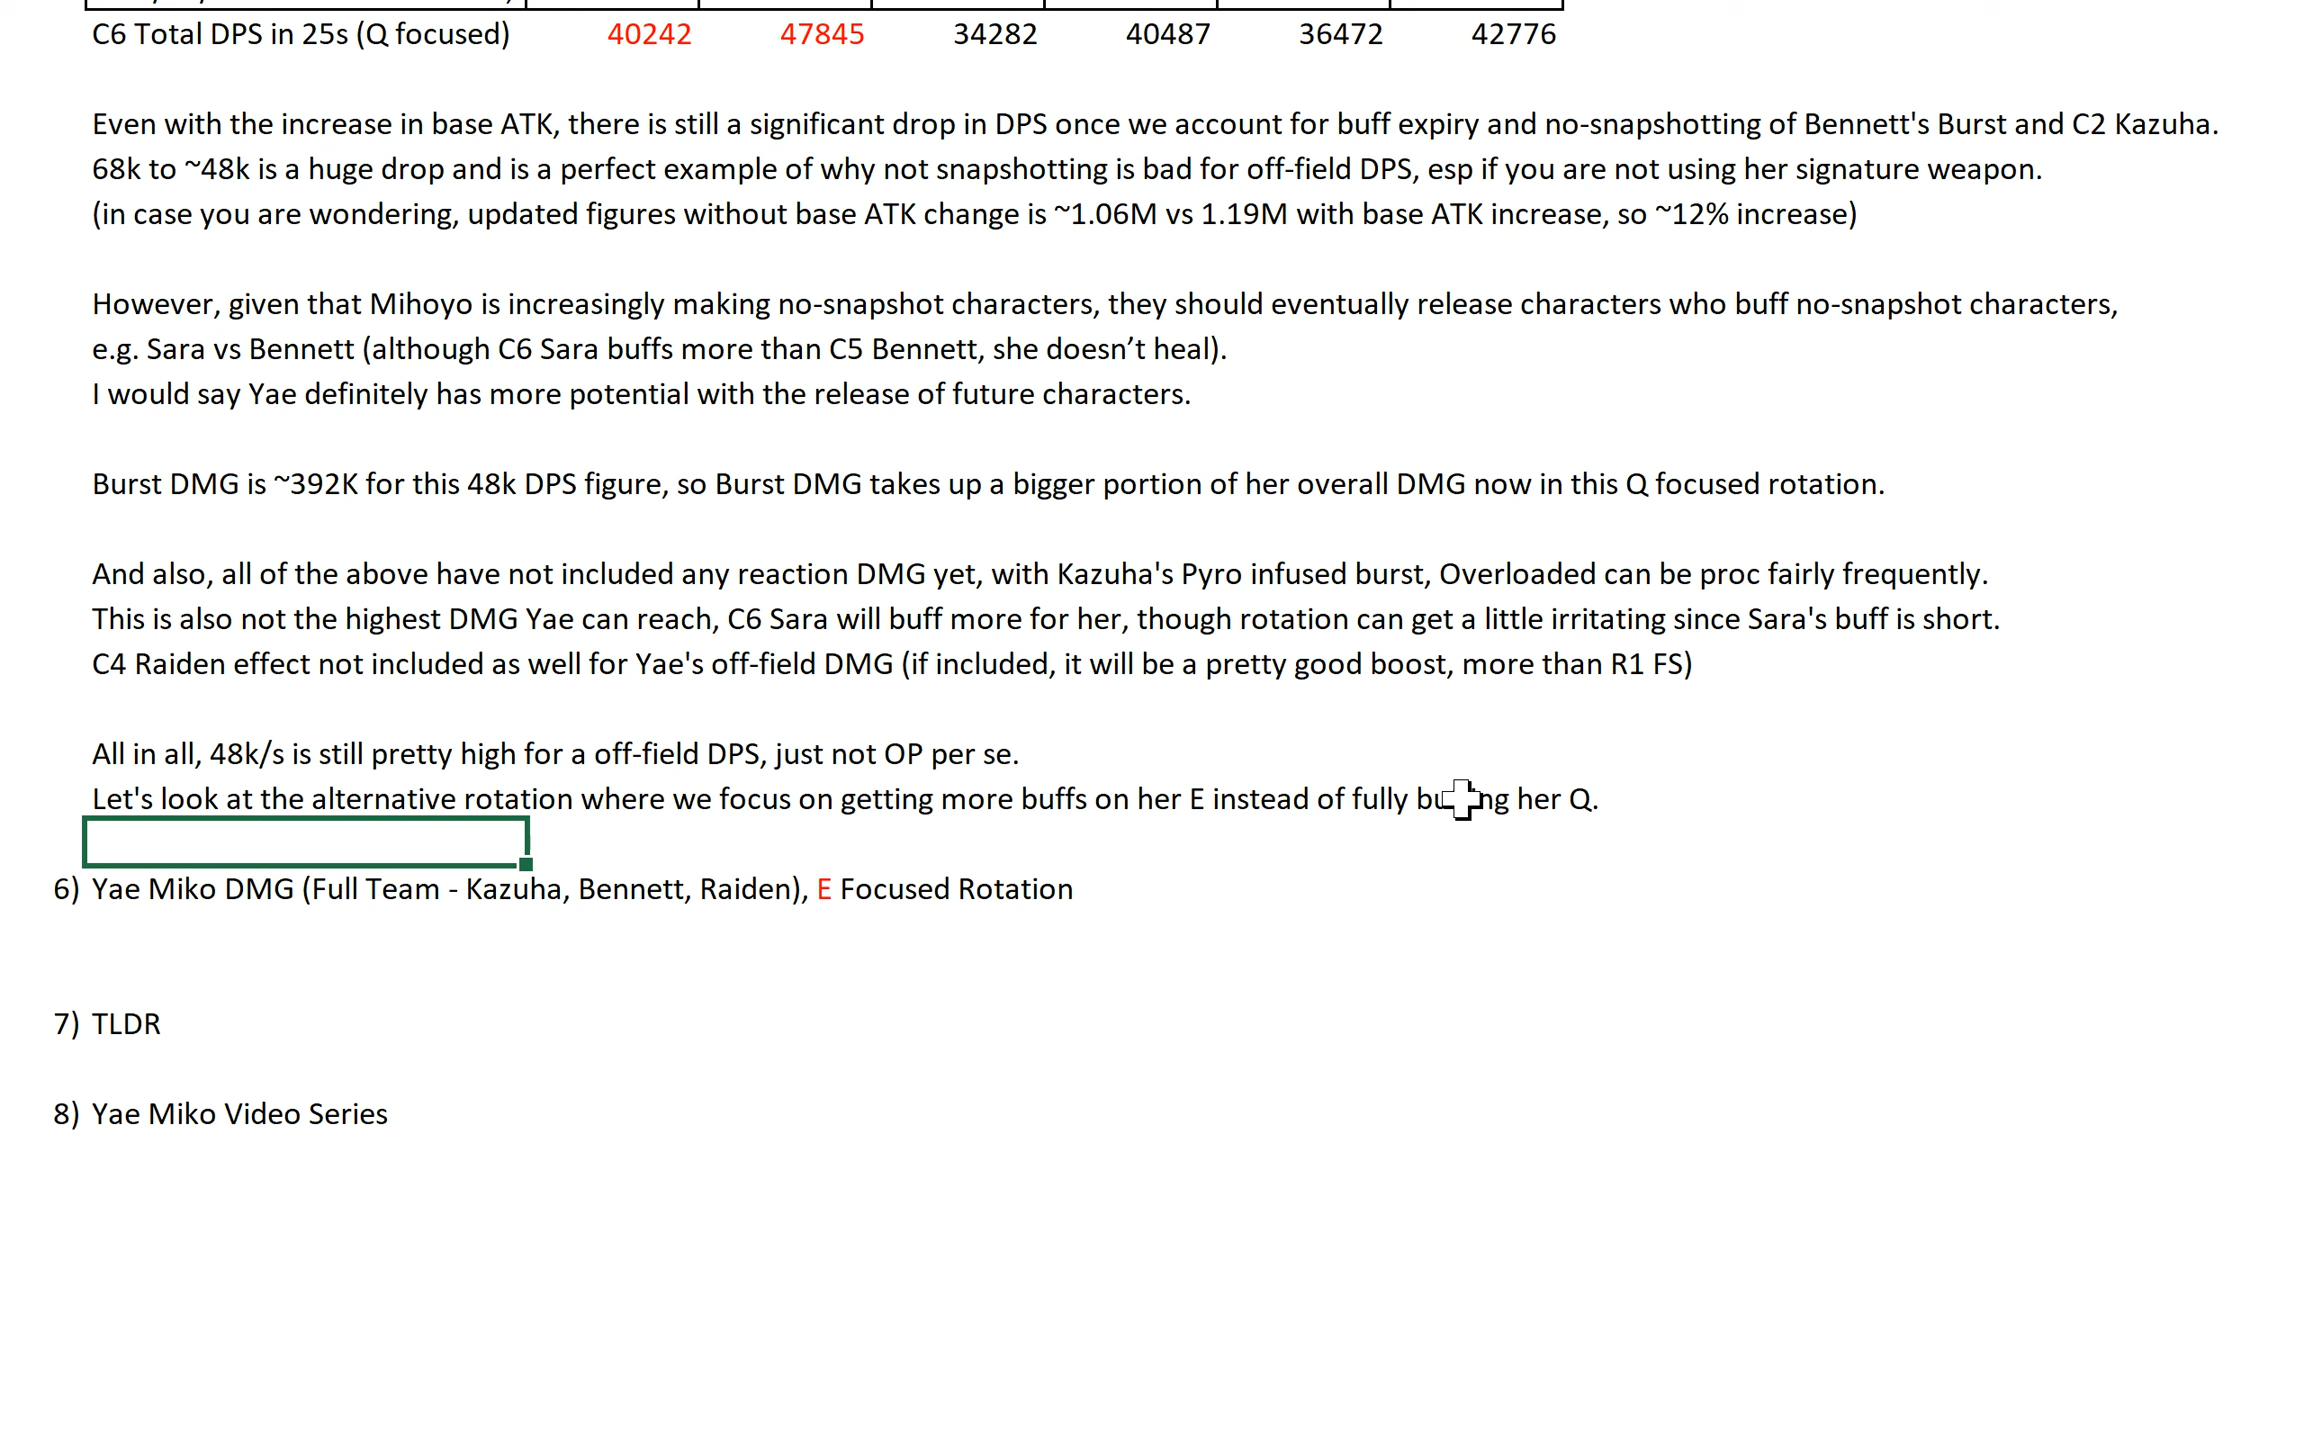 C6 Total DPS in 25s (Q focused) 40242 47845 34282 40487 36472 42776
Even with the increase in base ATK, there is still a significant drop in DPS once we account for buff expiry and no-snapshotting of Bennett's Burst and C2 Kazuha.
68k to ~48k is a huge drop and is a perfect example of why not snapshotting is bad for off-field DPS, esp if you are not using her signature weapon.
(in case you are wondering, updated figures without base ATK change is ~1.06M vs 1.19M with base ATK increase, so ~12% increase)
However, given that Mihoyo is increasingly making no-snapshot characters, they should eventually release characters who buff no-snapshot characters,
e.g. Sara vs Bennett (although C6 Sara buffs more than C5 Bennett, she doesn’t heal).
I would say Yae definitely has more potential with the release of future characters.
Burst DMG is ~392K for this 48k DPS figure, so Burst DMG takes up a bigger portion of her overall DMG now in this Q focused rotation.
And also, all of the above have not included any reaction DMG yet, with Kazuha's Pyro infused burst, Overloaded can be proc fairly frequently.
This is also not the highest DMG Yae can reach, C6 Sara will buff more for her, though rotation can get a little irritating since Sara's buff is short.
C4 Raiden effect not included as well for Yae's off-field DMG (if included, it will be a pretty good boost, more than R1 FS)
All in all, 48k/s is still pretty high for a off-field DPS, just not OP per se.
Let's look at the alternative rotation where we focus on getting more buffs on her E instead of fully her Q.
6) Yae Miko DMG (Full Team - Kazuha, Bennett, Raiden), E Focused Rotation
7) TLDR
8) Yae Miko Video Series